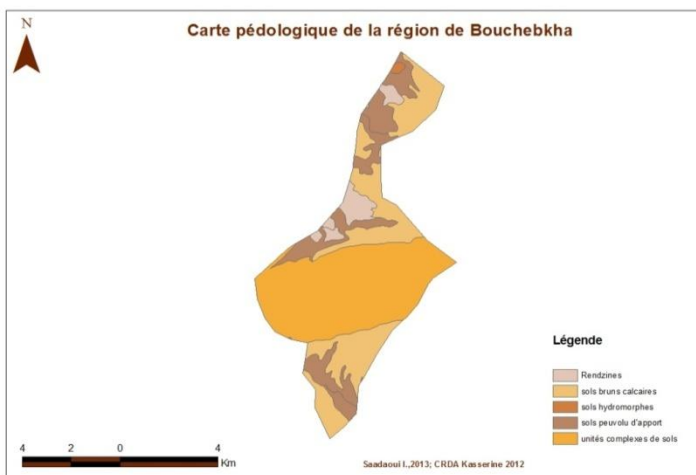 N
Carte pédologique de la région de Bouchebkha
Légende
Rendzines
sols bruns calcaires
sols hydromorphes
sols peuvolu d'apport
unités complexes de sols
4 2 0 4
Km
Saadaoui I.,2013; CRDA Kasserine 2012